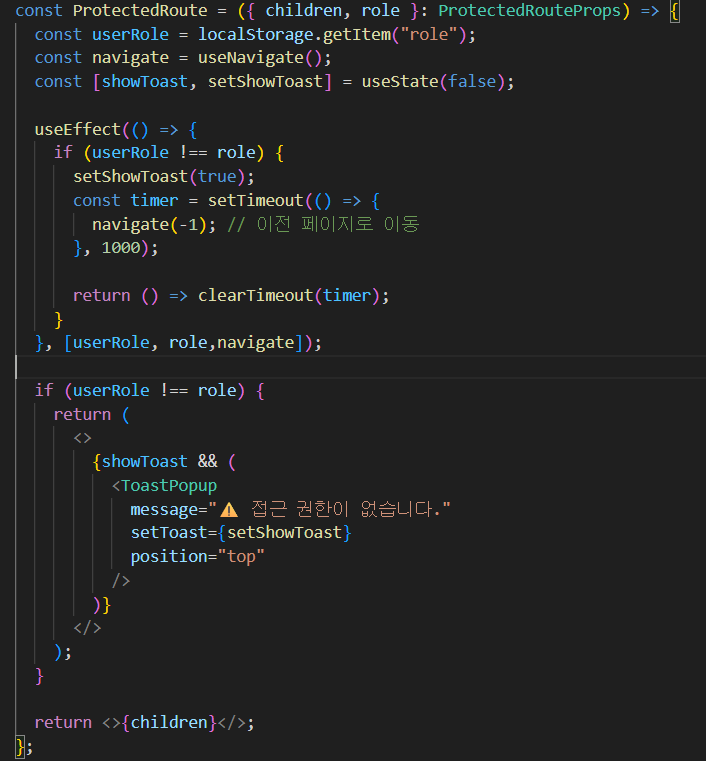 const ProtectedRoute = ({ children, role }: ProtectedRouteProps) => {
  const userRole = localStorage.getItem("role");
  const navigate = useNavigate();
  const [showToast, setShowToast] = useState(false);

  useEffect(() => {
    if (userRole !== role) {
      setShowToast(true);
      const timer = setTimeout(() => {
        navigate(-1); // 이전 페이지로 이동
      }, 1000);

      return () => clearTimeout(timer);
    }
  }, [userRole, role,navigate]);

  if (userRole !== role) {
    return (
      <>
        {showToast && (
          <ToastPopup
            message="⚠️ 접근 권한이 없습니다."
            setToast={setShowToast}
            position="top"
          />
        )}
      </>
    );
  }

  return <>{children}</>;
};